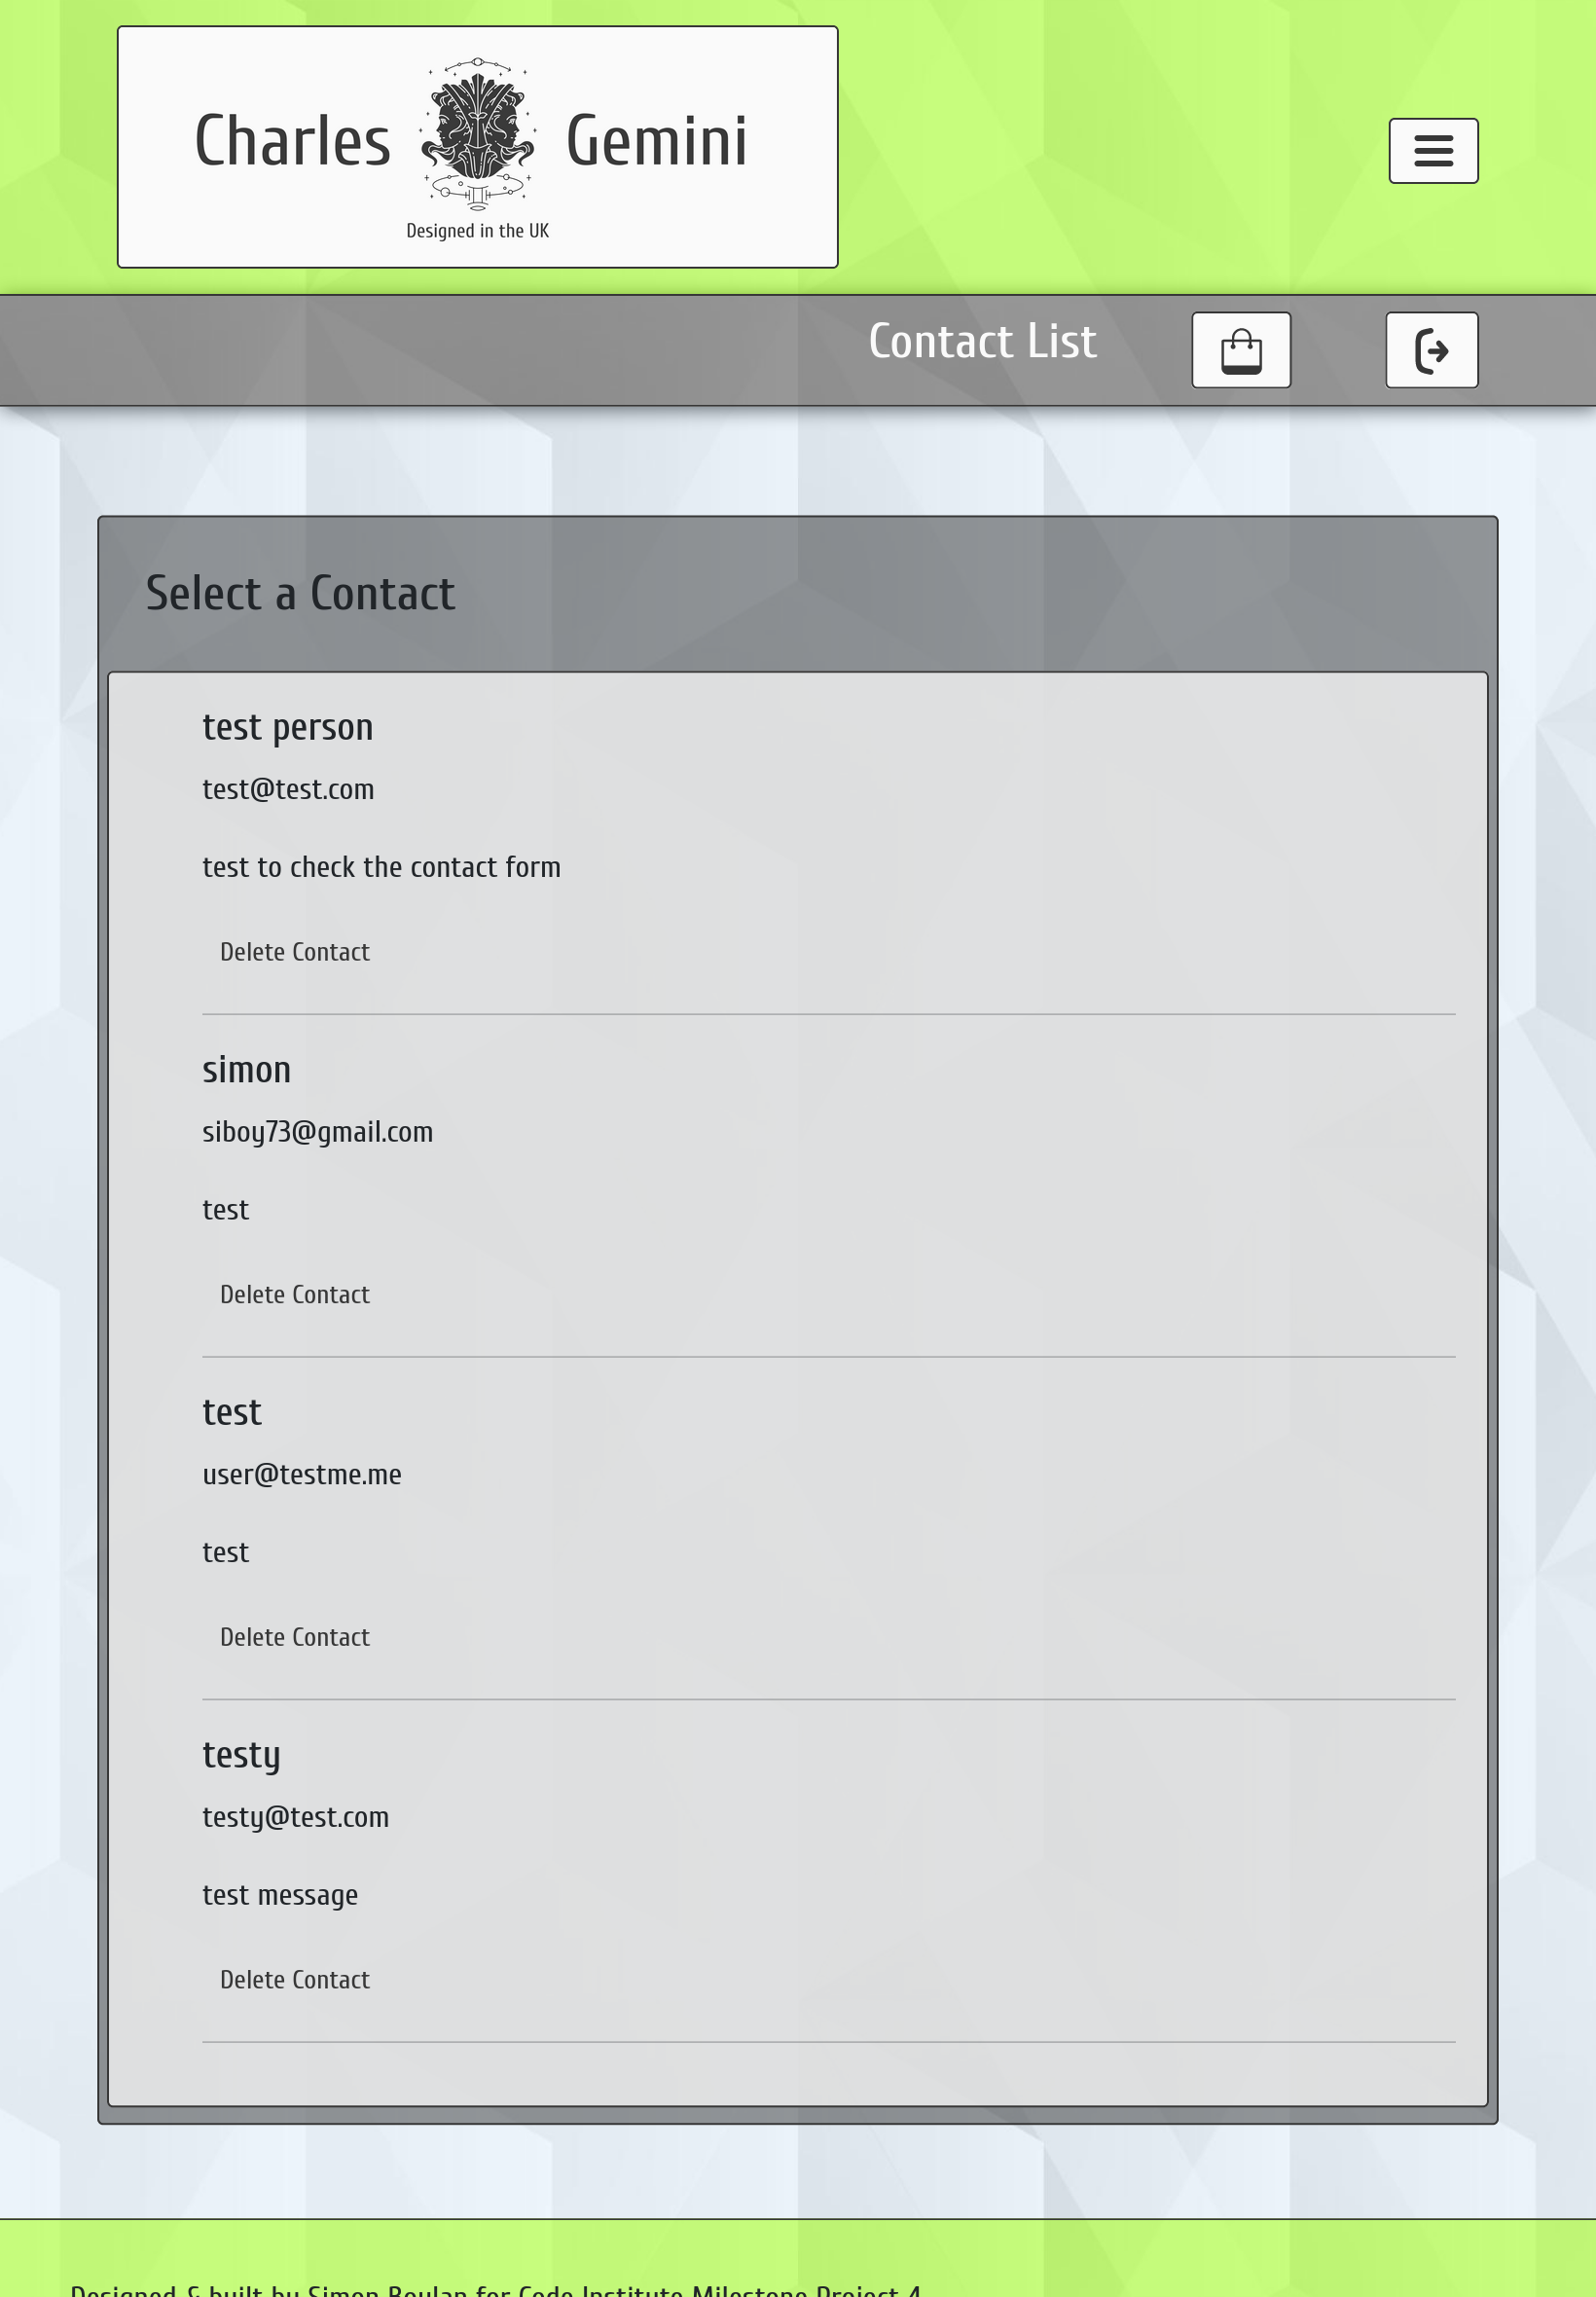 Charles Gemini
Designed in the UK
Contact List
Select a Contact
test person
test@test.com
test to check the contact form
Delete Contact
simon
siboy73@gmail.com
test
Delete Contact
test
user@testme.me
test
Delete Contact
testy
testy@test.com
test message
Delete Contact
Designed & built by Simon Boylan for Code Institute Milestone Project 4